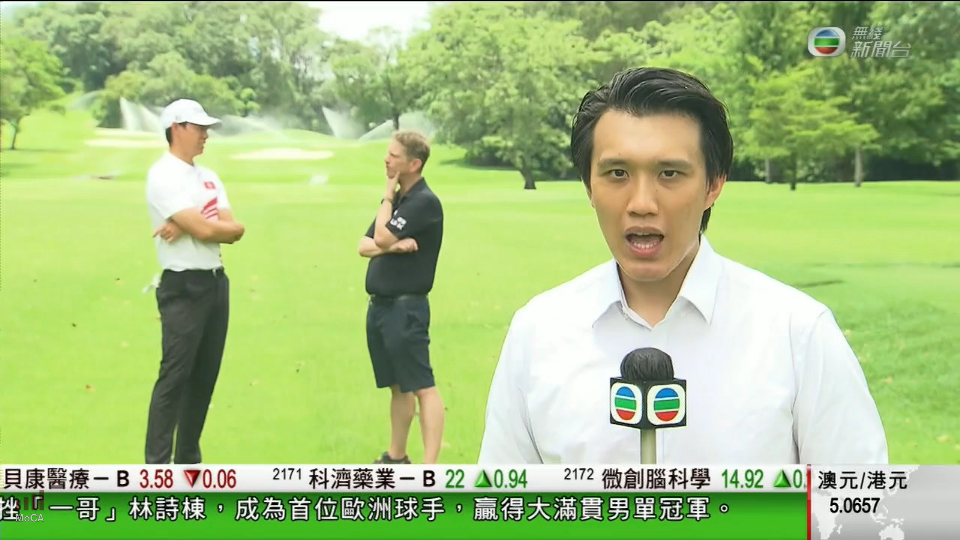 無綫
新聞台
貝康醫療－B 3.58 ▼0.06 2171 科濟藥業－B 22 ▲0.94 2172 微創腦科學 14.92 ▲0.
澳元/港元
5.0657
挫「一哥」林詩棟，成為首位歐洲球手，贏得大滿貫男單冠軍。
MoCA